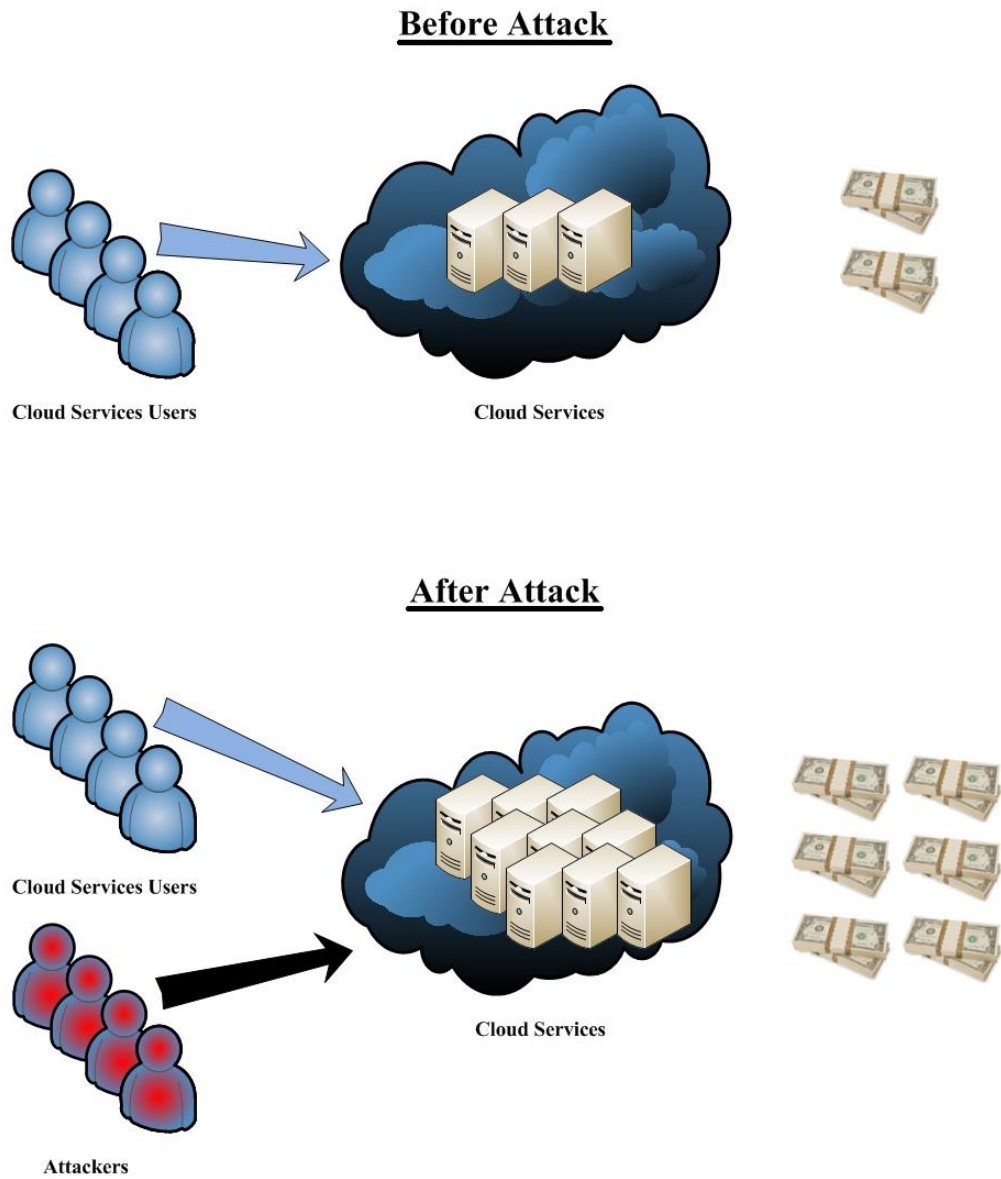 Before Attack
Cloud Services Users
Cloud Services
After Attack
Cloud Services Users
Cloud Services
Attackers